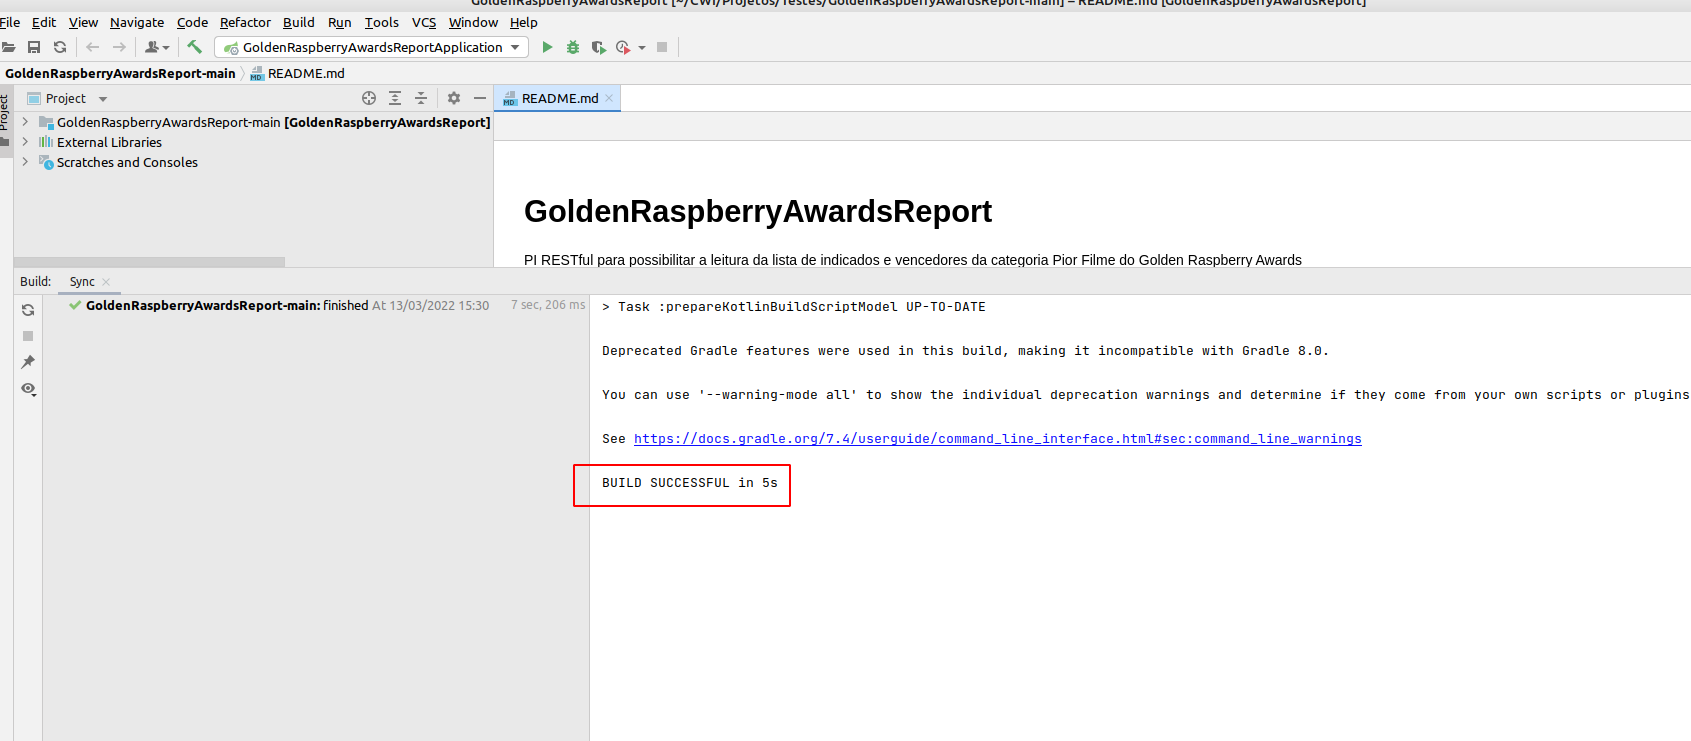 GoldenRaspberryAwardsReport [~/CWI/Projetos/Testes/GoldenRaspberryAwardsReport-main] – README.md [GoldenRaspberryAwardsReport]
File Edit View Navigate Code Refactor Build Run Tools VCS Window Help
GoldenRaspberryAwardsReportApplication
GoldenRaspberryAwardsReport-main README.md
Project
Project
README.md
GoldenRaspberryAwardsReport-main [GoldenRaspberryAwardsReport]
External Libraries
Scratches and Consoles
GoldenRaspberryAwardsReport
PI RESTful para possibilitar a leitura da lista de indicados e vencedores da categoria Pior Filme do Golden Raspberry Awards
Build: Sync
GoldenRaspberryAwardsReport-main: finished At 13/03/2022 15:30 7 sec, 206 ms
> Task :prepareKotlinBuildScriptModel UP-TO-DATE
Deprecated Gradle features were used in this build, making it incompatible with Gradle 8.0.
You can use '--warning-mode all' to show the individual deprecation warnings and determine if they come from your own scripts or plugins
See https://docs.gradle.org/7.4/userguide/command_line_interface.html#sec:command_line_warnings
BUILD SUCCESSFUL in 5s